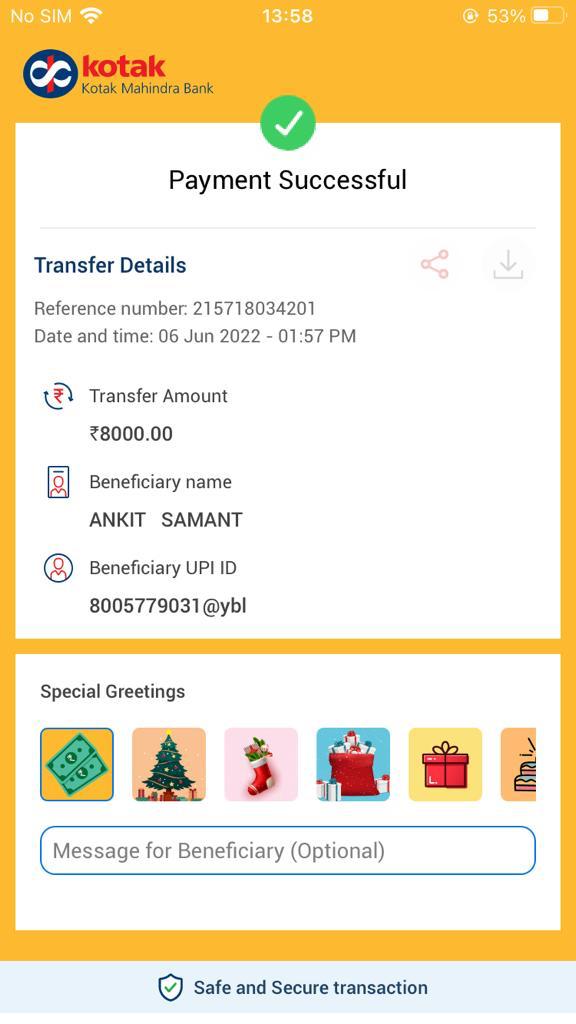 No SIM 13:58 53%
kotak
Kotak Mahindra Bank
Payment Successful
Transfer Details
Reference number: 215718034201
Date and time: 06 Jun 2022 - 01:57 PM
Transfer Amount
₹8000.00
Beneficiary name
ANKIT SAMANT
Beneficiary UPI ID
8005779031@ybl
Special Greetings
Message for Beneficiary (Optional)
Safe and Secure transaction